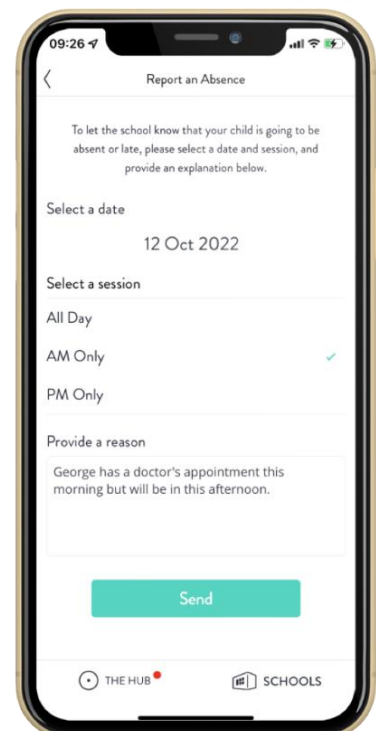 09:26
Report an Absence
To let the school know that your child is going to be
absent or late, please select a date and session, and
provide an explanation below.
Select a date
12 Oct 2022
Select a session
All Day
AM Only
PM Only
Provide a reason
George has a doctor's appointment this
morning but will be in this afternoon.
Send
THE HUB
SCHOOLS